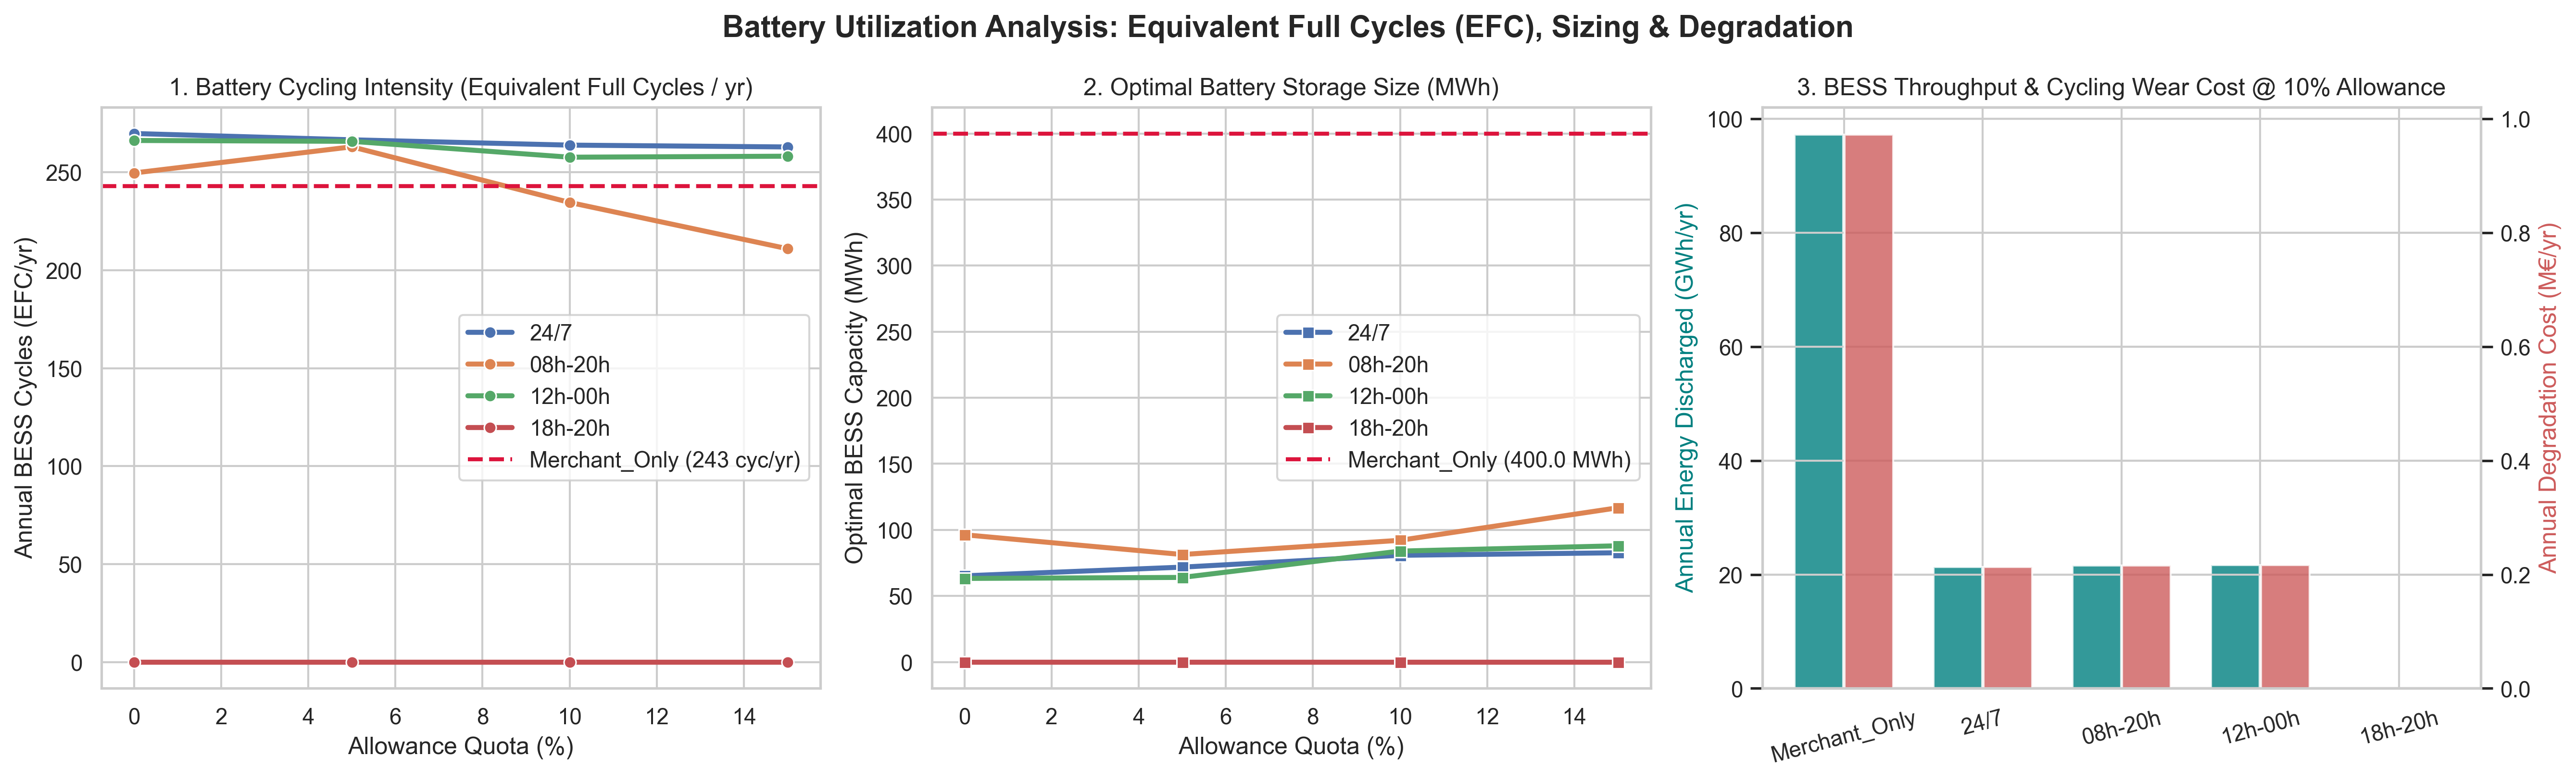 Battery Utilization Analysis: Equivalent Full Cycles (EFC), Sizing & Degradation
1. Battery Cycling Intensity (Equivalent Full Cycles / yr)
Annual BESS Cycles (EFC/yr)
250
200
150
100
50
0
24/7
08h-20h
12h-00h
18h-20h
Merchant_Only (243 cyc/yr)
0 2 4 6 8 10 12 14
Allowance Quota (%)
2. Optimal Battery Storage Size (MWh)
Optimal BESS Capacity (MWh)
400
350
300
250
200
150
100
50
0
24/7
08h-20h
12h-00h
18h-20h
Merchant_Only (400.0 MWh)
0 2 4 6 8 10 12 14
Allowance Quota (%)
3. BESS Throughput & Cycling Wear Cost @ 10% Allowance
Annual Energy Discharged (GWh/yr)
100
80
60
40
20
0
1.0
0.8
0.6
0.4
0.2
0.0
Annual Degradation Cost (M€/yr)
Merchant_Only 24/7 08h-20h 12h-00h 18h-20h